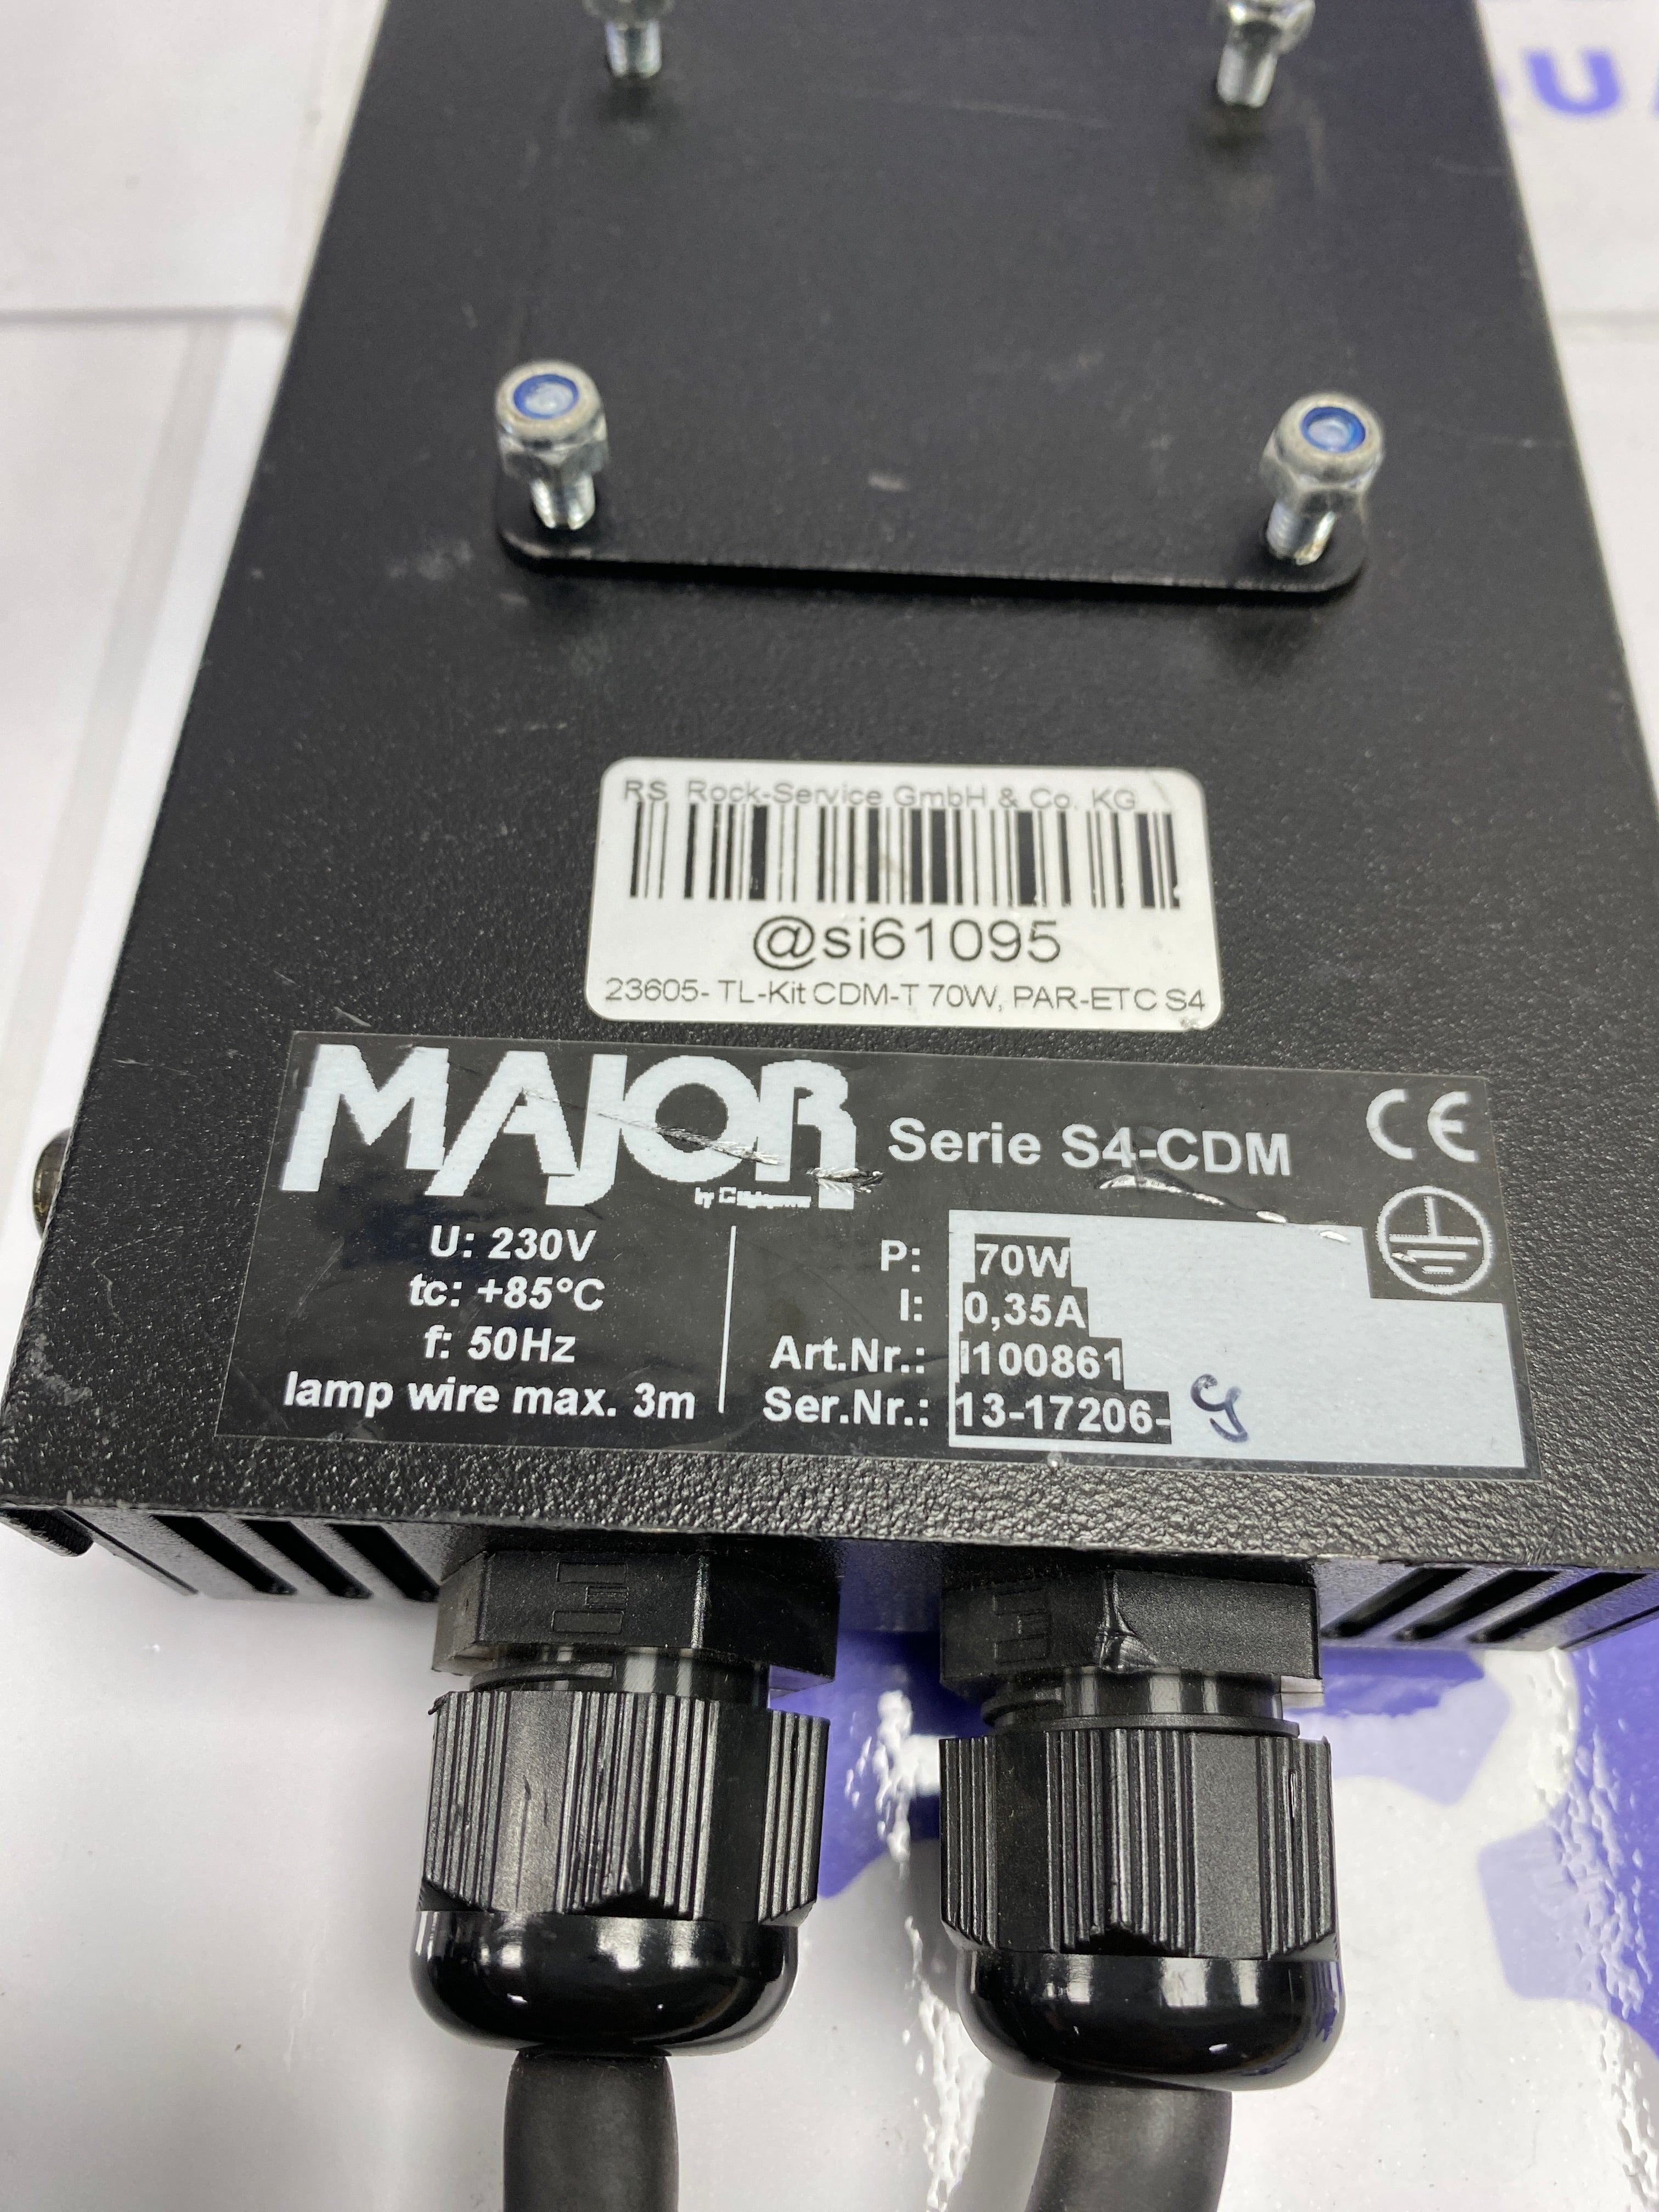 RS Rock-Service GmbH & Co. KG
@si61095
23605- TL-Kit CDM-T 70W, PAR-ETC S4
MAJOR
Serie S4-CDM
CE
by
U: 230V
tc: +85°C
f: 50Hz
lamp wire max. 3m
P: 70W
I: 0,35A
Art.Nr.: I100861
Ser.Nr.: 13-17206- 9